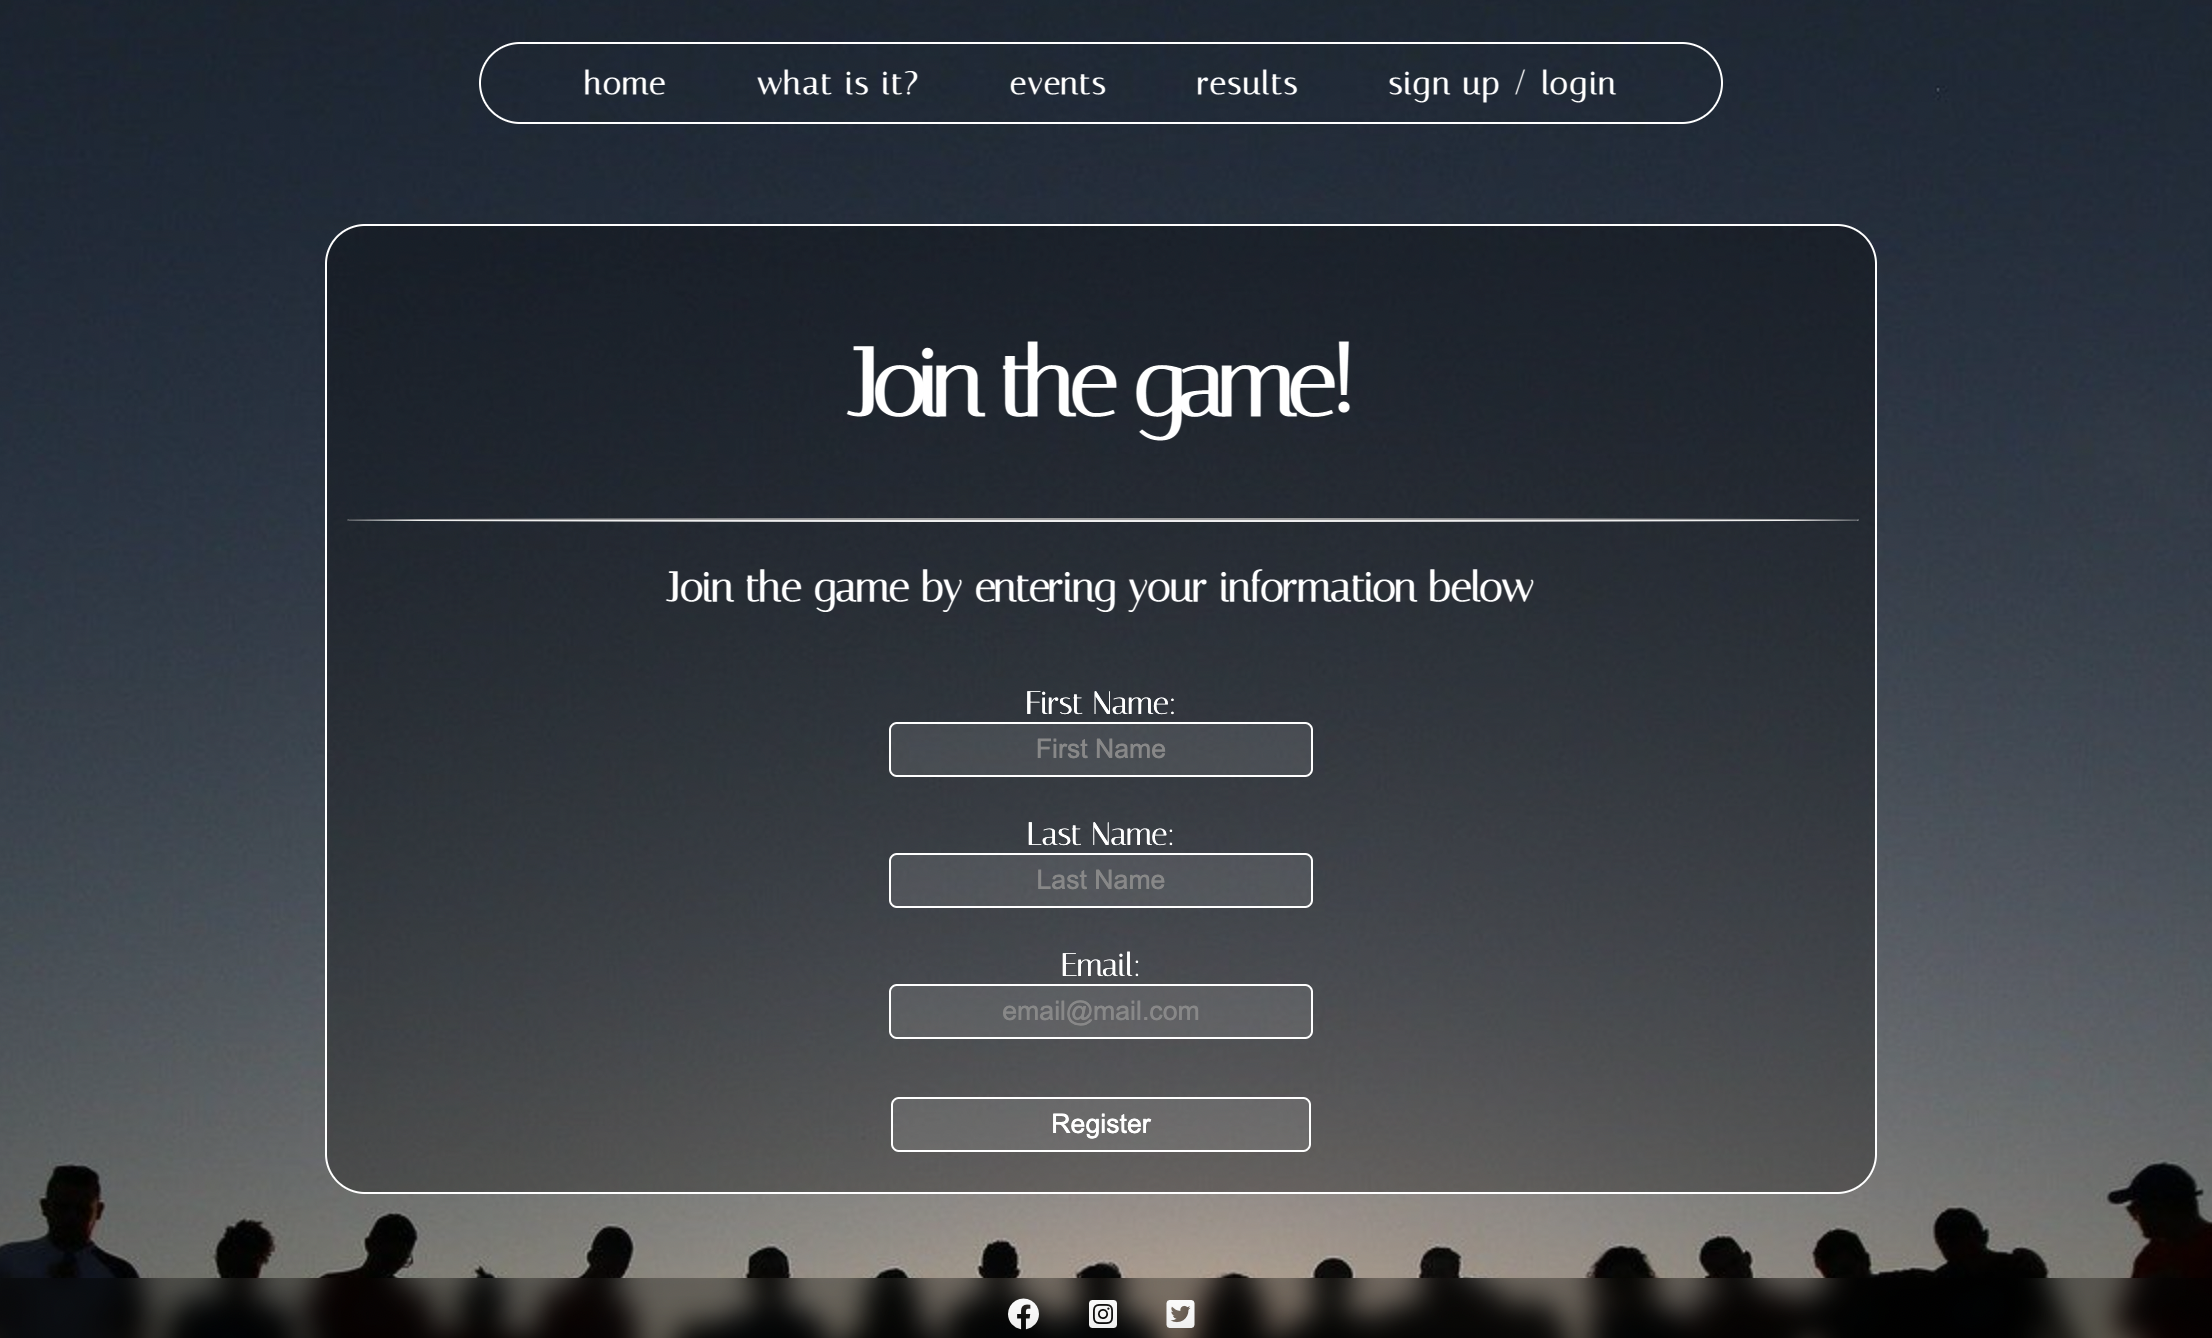 home what is it? events results sign up / login
Join the game!
Join the game by entering your information below
First Name:
First Name
Last Name:
Last Name
Email:
email@mail.com
Register